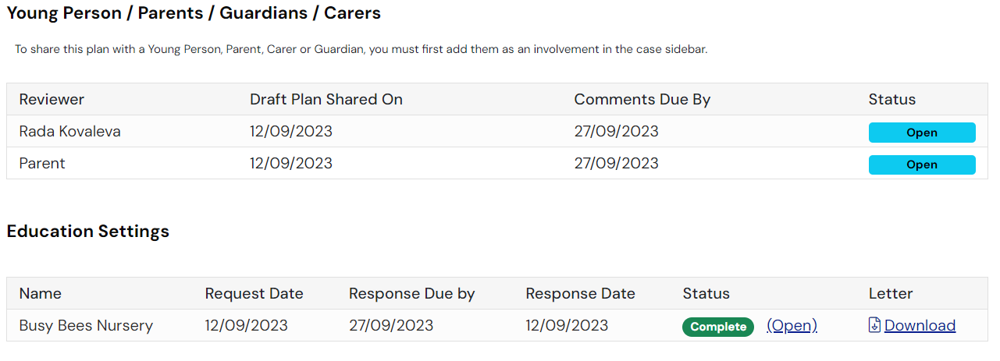 Young Person / Parents / Guardians / Carers
To share this plan with a Young Person, Parent, Carer or Guardian, you must first add them as an involvement in the case sidebar.
Reviewer Draft Plan Shared On Comments Due By Status
Rada Kovaleva 12/09/2023 27/09/2023 Open
Parent 12/09/2023 27/09/2023 Open
Education Settings
Name Request Date Response Due by Response Date Status Letter
Busy Bees Nursery 12/09/2023 27/09/2023 12/09/2023 Complete (Open) Download